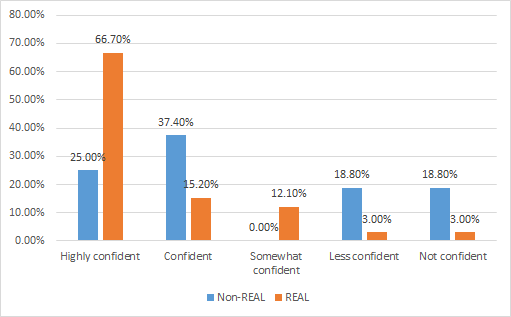 80.00%
70.00%
60.00%
50.00%
40.00%
30.00%
20.00%
10.00%
0.00%
25.00%
66.70%
37.40%
15.20%
0.00%
12.10%
18.80%
3.00%
18.80%
3.00%
Highly confident
Confident
Somewhat
confident
Less confident
Not confident
Non-REAL
REAL